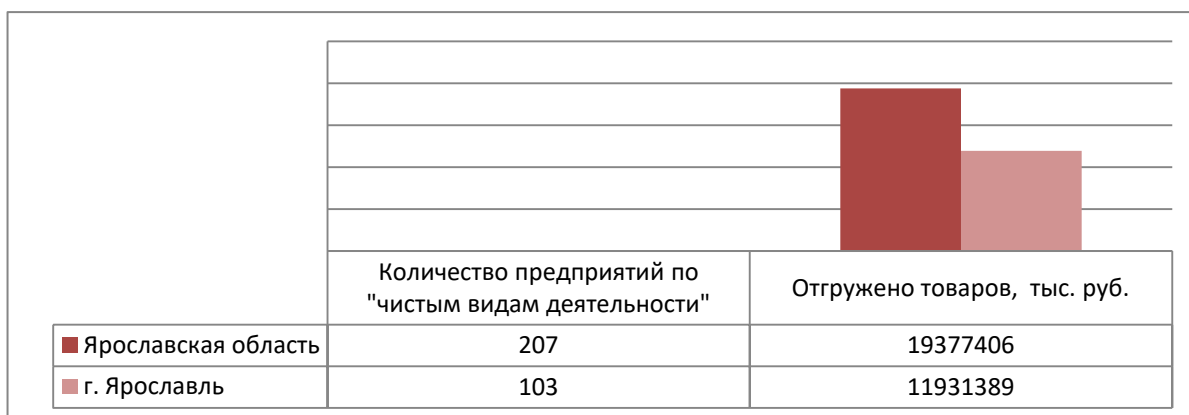 Количество предприятий по
"чистым видам деятельности"
Отгружено товаров, тыс. руб.
Ярославская область 207 19377406
г. Ярославль 103 11931389